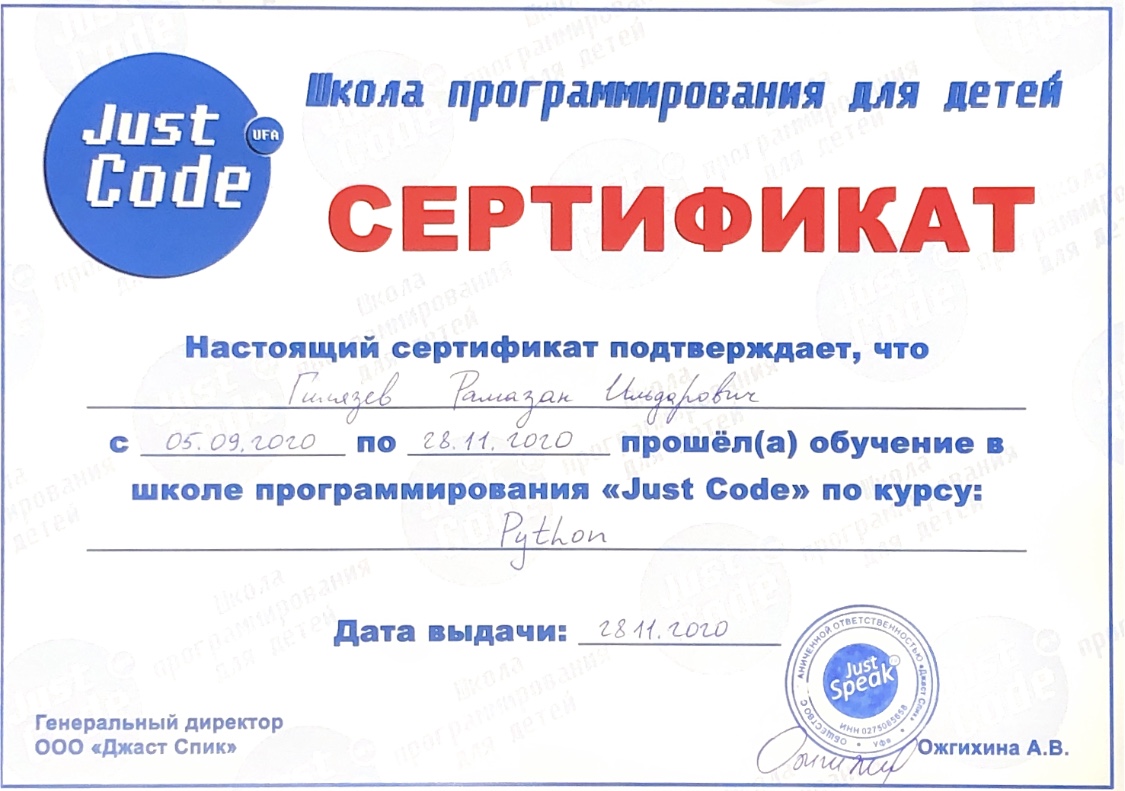 Just
Code
UFA
Школа программирования для детей
СЕРТИФИКАТ
Настоящий сертификат подтверждает, что
Гилязев Рамазан Ильдарович
с 05.09.2020 по 28.11.2020 прошёл(а) обучение в
школе программирования «Just Code» по курсу:
Python
Дата выдачи: 28.11.2020
Генеральный директор
ООО «Джаст Спик»
Just
Speak
АНИЧЕННОЙ ОТВЕТСТВЕННОСТЬЮ «Джаст Спик»
ИНН 0275085658
ОБЩЕСТВО С
УФА
Ожгихина А.В.